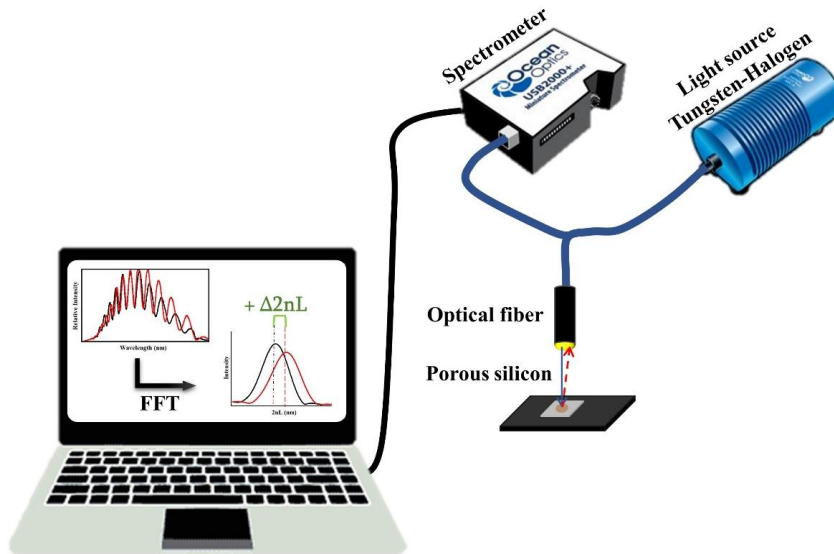 Spectrometer
Ocean
Optics
USB2000+
Miniature Spectrometer
Light source
Tungsten-Halogen
Optical fiber
Porous silicon
Relative Intensity
Wavelength (nm)
FFT
+ Δ2nL
Intensity
2nL (nm)